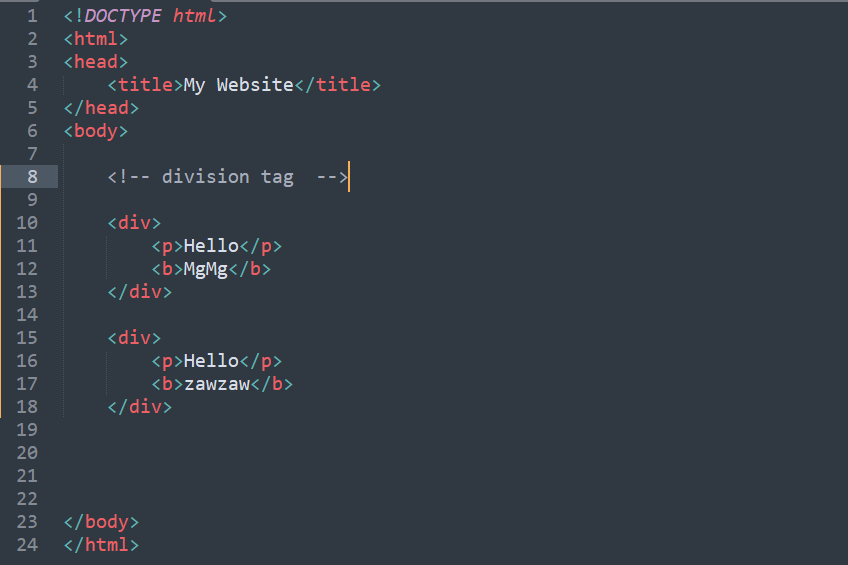 1 <!DOCTYPE html>
2 <html>
3 <head>
4     <title>My Website</title>
5 </head>
6 <body>
7
8     <!-- division tag  -->
9
10     <div>
11         <p>Hello</p>
12         <b>MgMg</b>
13     </div>
14
15     <div>
16         <p>Hello</p>
17         <b>zawzaw</b>
18     </div>
19
20
21
22
23 </body>
24 </html>